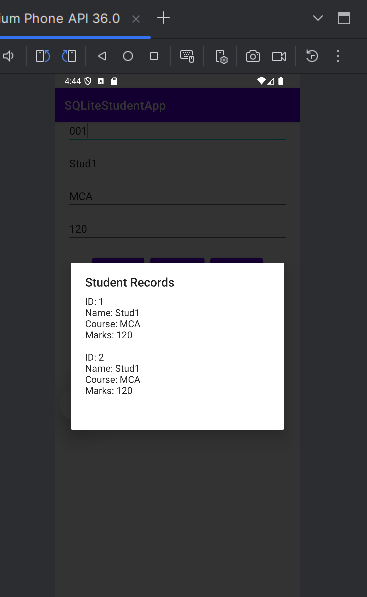 ium Phone API 36.0
4:44
SQLiteStudentApp
001
Stud1
MCA
120
Student Records
ID: 1
Name: Stud1
Course: MCA
Marks: 120
ID: 2
Name: Stud1
Course: MCA
Marks: 120